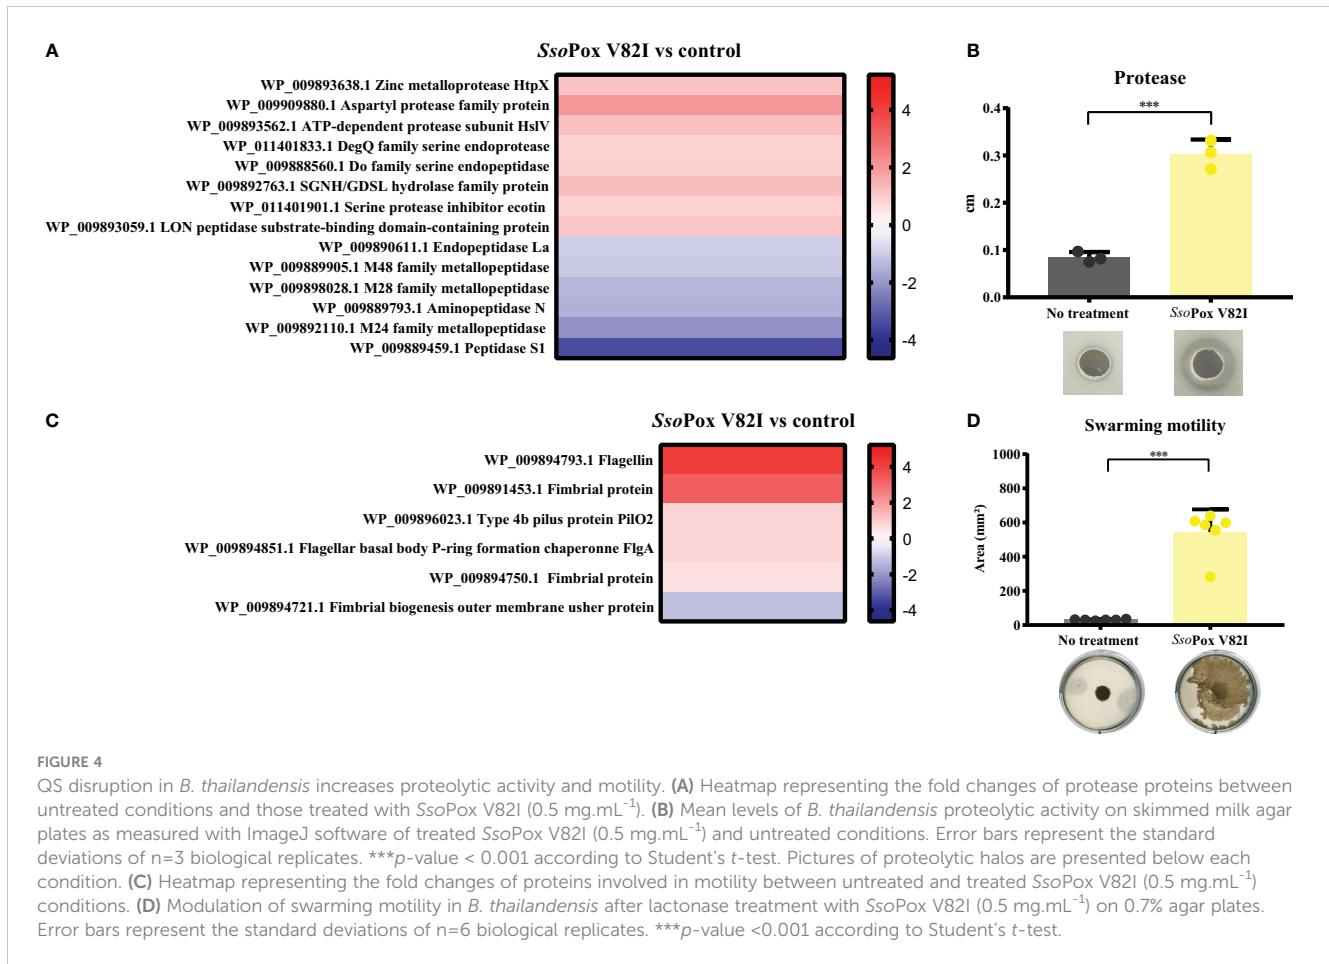 A
SsoPox V82I vs control
WP_009893638.1 Zinc metalloprotease HtpX
WP_009909880.1 Aspartyl protease family protein
WP_009893562.1 ATP-dependent protease subunit HslV
WP_011401833.1 DegQ family serine endoprotease
WP_009888560.1 Do family serine endopeptidase
WP_009892763.1 SGNH/GDSL hydrolase family protein
WP_011401901.1 Serine protease inhibitor ecotin
WP_009893059.1 LON peptidase substrate-binding domain-containing protein
WP_009890611.1 Endopeptidase La
WP_009889905.1 M48 family metallopeptidase
WP_009898028.1 M28 family metallopeptidase
WP_009889793.1 Aminopeptidase N
WP_009892110.1 M24 family metallopeptidase
WP_009889459.1 Peptidase S1
4
2
0
-2
-4
B
Protease
***
cm
0.4
0.3
0.2
0.1
0.0
No treatment
SsoPox V82I
C
SsoPox V82I vs control
WP_009894793.1 Flagellin
WP_009891453.1 Fimbrial protein
WP_009896023.1 Type 4b pilus protein PilO2
WP_009894851.1 Flagellar basal body P-ring formation chaperonne FlgA
WP_009894750.1 Fimbrial protein
WP_009894721.1 Fimbrial biogenesis outer membrane usher protein
4
2
0
-2
-4
D
Swarming motility
***
Area (mm²)
1000
800
600
400
200
0
No treatment
SsoPox V82I
FIGURE 4
QS disruption in B. thailandensis increases proteolytic activity and motility. (A) Heatmap representing the fold changes of protease proteins between
untreated conditions and those treated with SsoPox V82I (0.5 mg.mL⁻¹). (B) Mean levels of B. thailandensis proteolytic activity on skimmed milk agar
plates as measured with ImageJ software of treated SsoPox V82I (0.5 mg.mL⁻¹) and untreated conditions. Error bars represent the standard
deviations of n=3 biological replicates. ***p-value < 0.001 according to Student's t-test. Pictures of proteolytic halos are presented below each
condition. (C) Heatmap representing the fold changes of proteins involved in motility between untreated and treated SsoPox V82I (0.5 mg.mL⁻¹)
conditions. (D) Modulation of swarming motility in B. thailandensis after lactonase treatment with SsoPox V82I (0.5 mg.mL⁻¹) on 0.7% agar plates.
Error bars represent the standard deviations of n=6 biological replicates. ***p-value <0.001 according to Student's t-test.